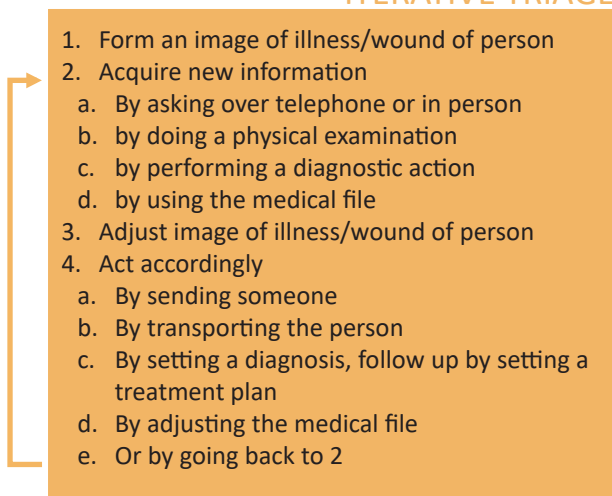 ITERATIVE TRIAGE
1. Form an image of illness/wound of person
2. Acquire new information
a. By asking over telephone or in person
b. by doing a physical examination
c. by performing a diagnostic action
d. by using the medical file
3. Adjust image of illness/wound of person
4. Act accordingly
a. By sending someone
b. By transporting the person
c. By setting a diagnosis, follow up by setting a
treatment plan
d. By adjusting the medical file
e. Or by going back to 2